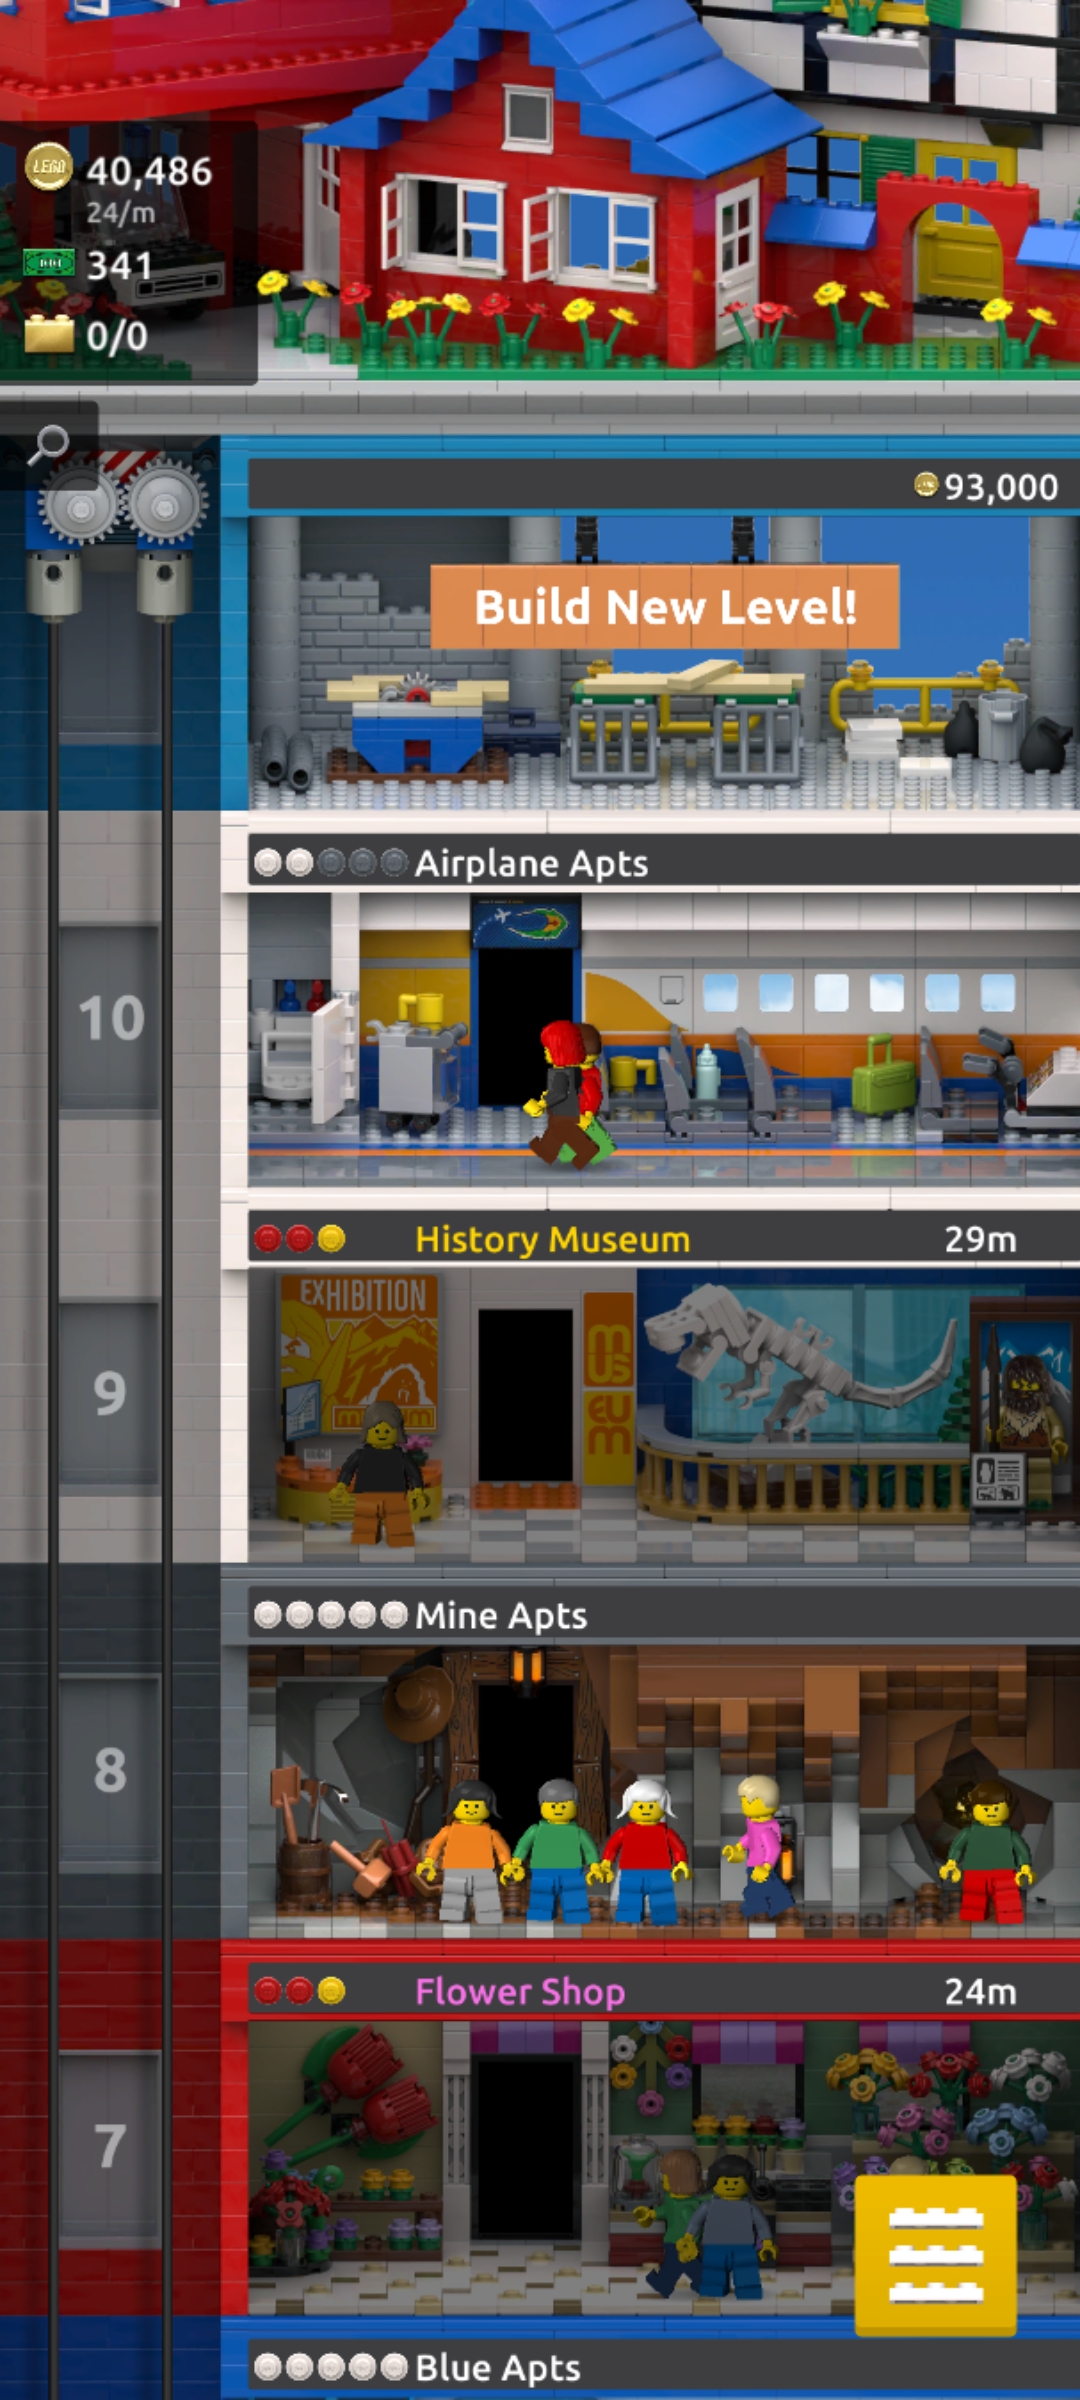 LEGO 40,486
24/m
341
0/0
93,000
Build New Level!
Airplane Apts
10
History Museum 29m
EXHIBITION
MUSEUM
9
Mine Apts
8
Flower Shop 24m
7
Blue Apts